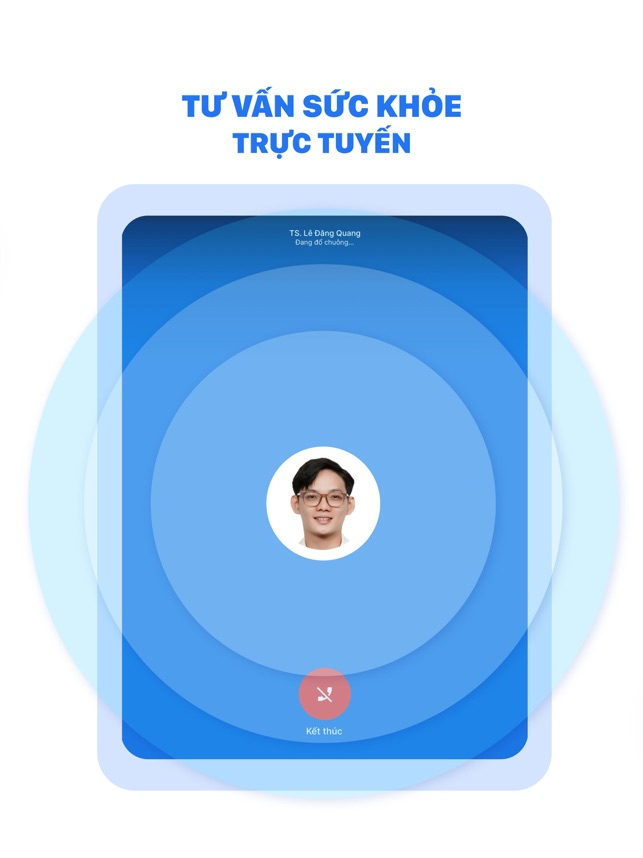 TƯ VẤN SỨC KHỎE
TRỰC TUYẾN
TS. Lê Đăng Quang
Đang đổ chuông...
Kết thúc